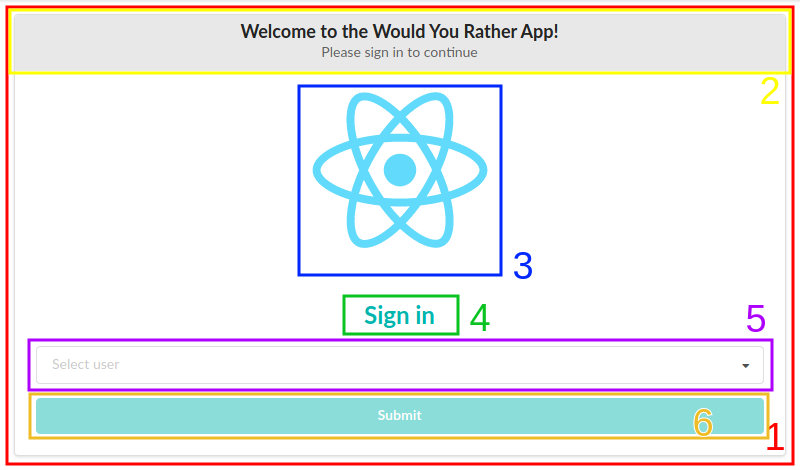 Welcome to the Would You Rather App!
Please sign in to continue
2
3
Sign in
4
5
Select user
Submit
6
1